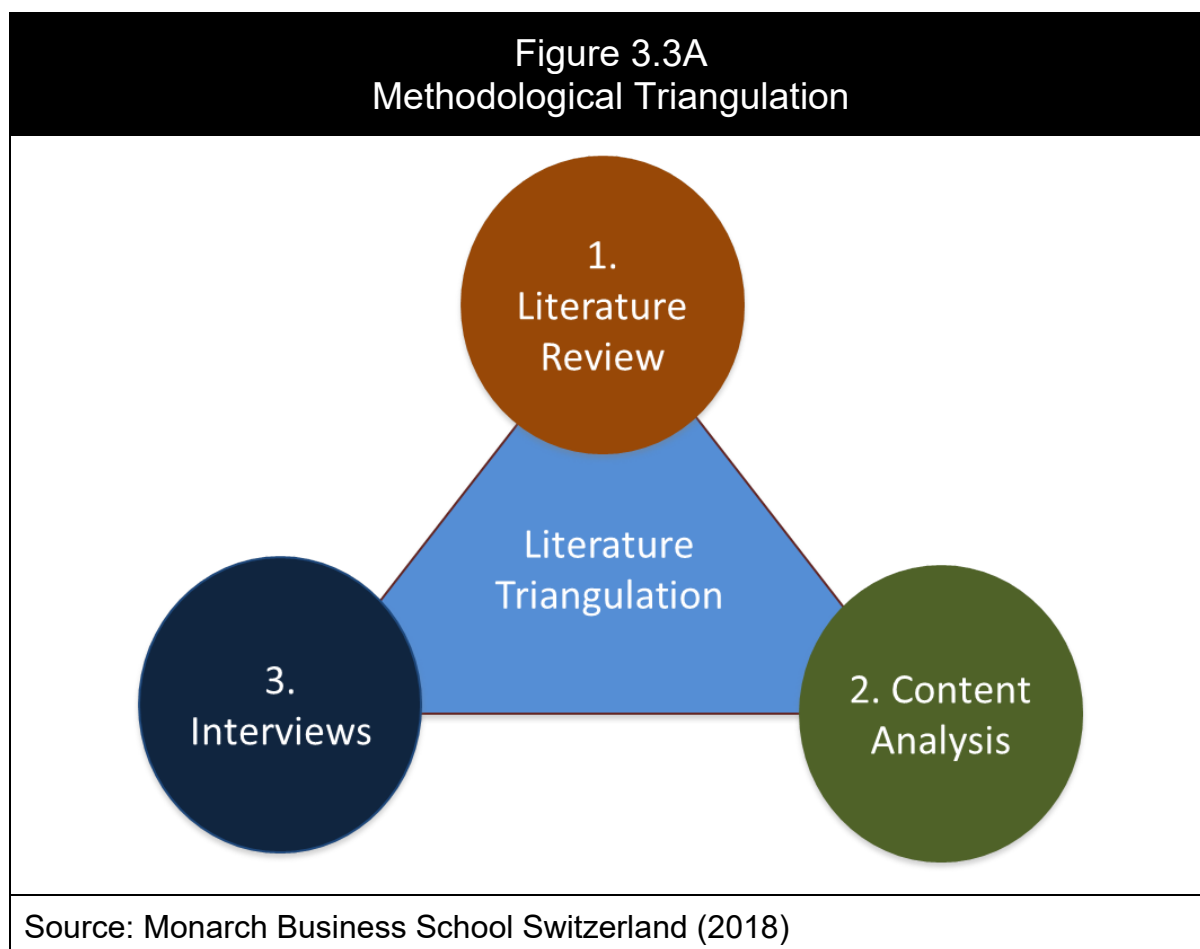 Figure 3.3A
Methodological Triangulation
1.
Literature
Review
Literature
Triangulation
3.
Interviews
2. Content
Analysis
Source: Monarch Business School Switzerland (2018)